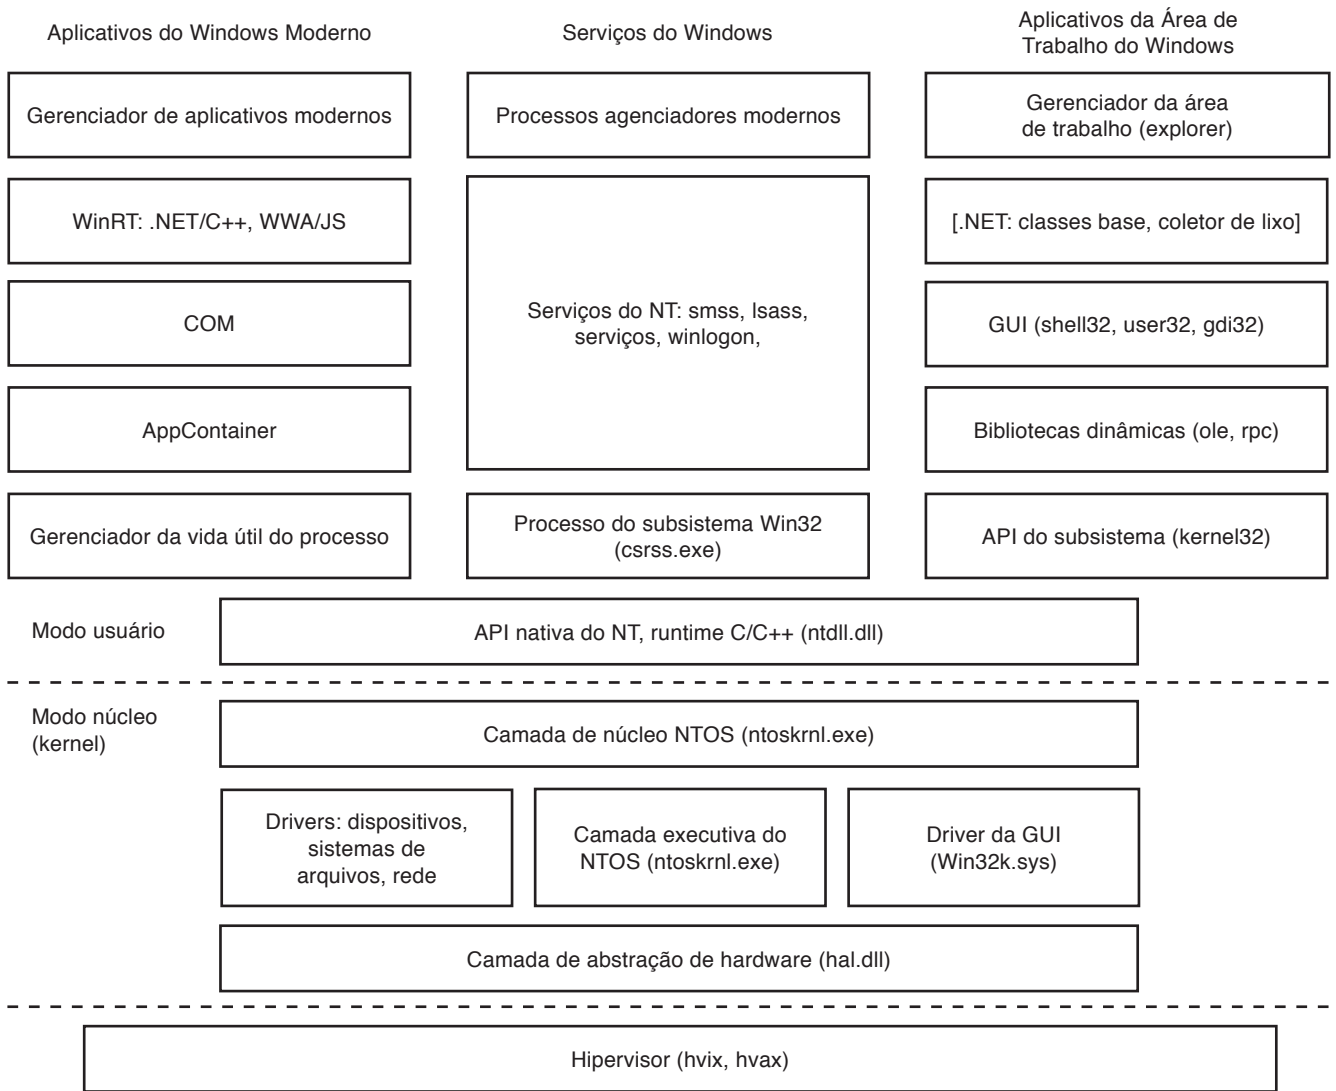 Aplicativos do Windows Moderno
Serviços do Windows
Aplicativos da Área de
Trabalho do Windows
Gerenciador de aplicativos modernos
Processos agenciadores modernos
Gerenciador da área
de trabalho (explorer)
WinRT: .NET/C++, WWA/JS
[.NET: classes base, coletor de lixo]
COM
Serviços do NT: smss, lsass,
serviços, winlogon,
GUI (shell32, user32, gdi32)
AppContainer
Bibliotecas dinâmicas (ole, rpc)
Gerenciador da vida útil do processo
Processo do subsistema Win32
(csrss.exe)
API do subsistema (kernel32)
Modo usuário
API nativa do NT, runtime C/C++ (ntdll.dll)
Modo núcleo
(kernel)
Camada de núcleo NTOS (ntoskrnl.exe)
Drivers: dispositivos,
sistemas de
arquivos, rede
Camada executiva do
NTOS (ntoskrnl.exe)
Driver da GUI
(Win32k.sys)
Camada de abstração de hardware (hal.dll)
Hipervisor (hvix, hvax)